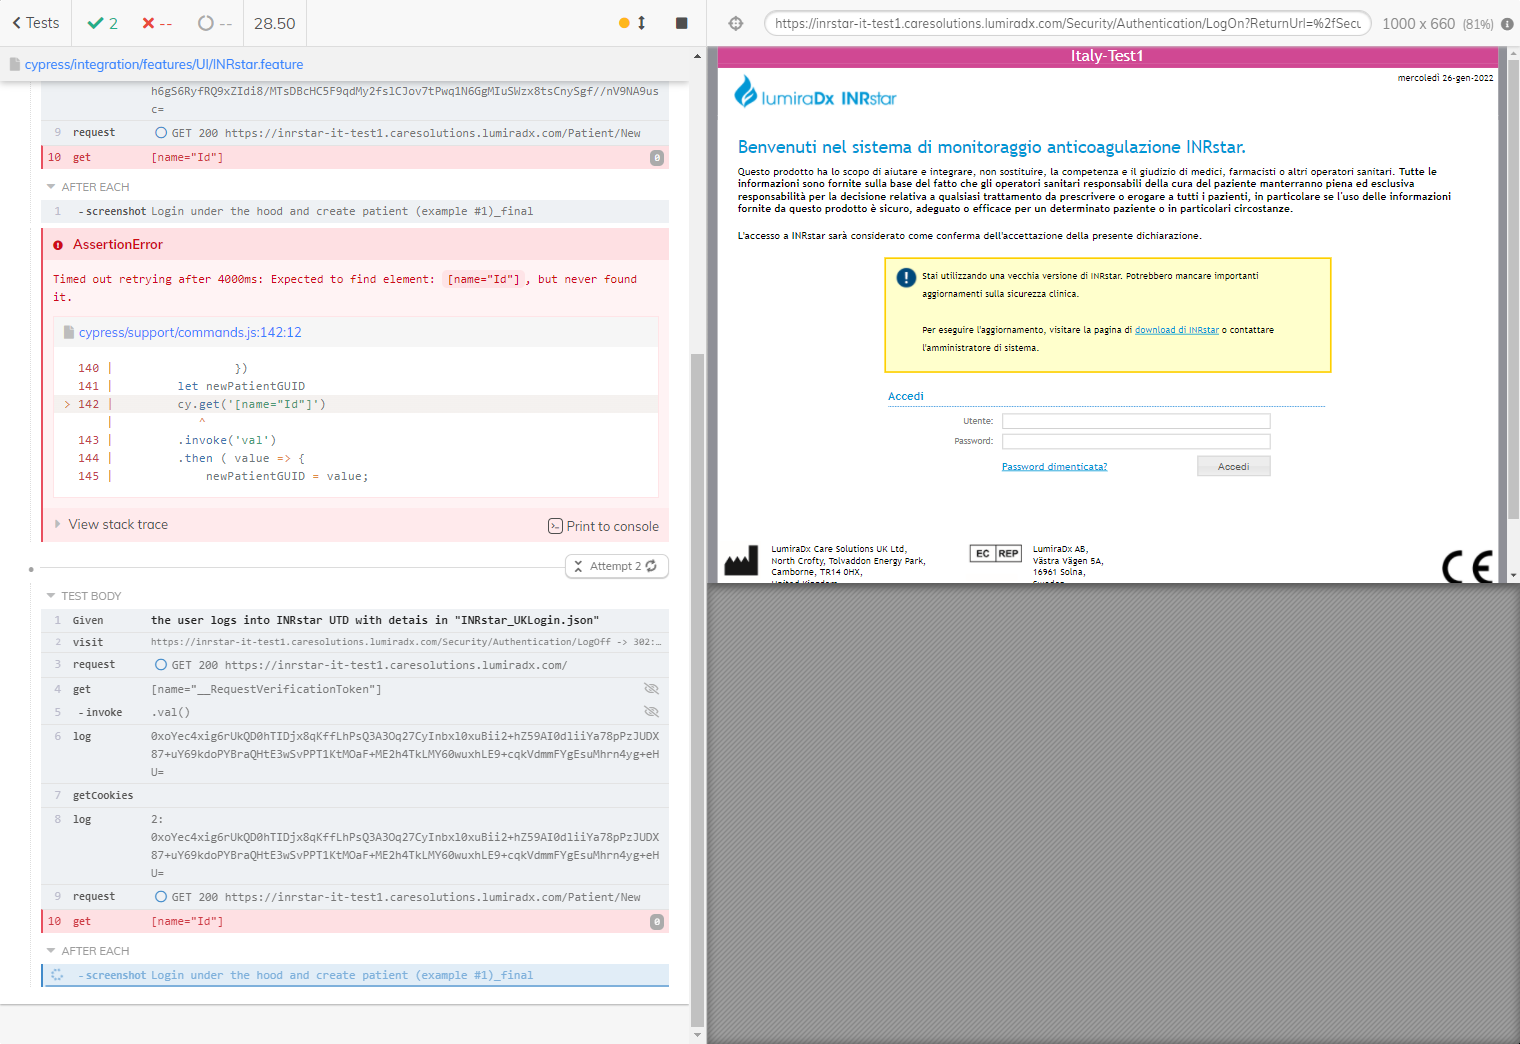 Tests
2
--
--
28.50
cypress/integration/features/UI/INRstar.feature
h6gS6RyfRQ9xZIdi8/MTsDBcHC5F9qdMy2fslCJov7tPwq1N6GgMIuSWzx8tsCnySgf//nV9NA9us
c=
9 request GET 200 https://inrstar-it-test1.caresolutions.lumiradx.com/Patient/New
10 get [name="Id"] 0
AFTER EACH
1 -screenshot Login under the hood and create patient (example #1)_final
AssertionError
Timed out retrying after 4000ms: Expected to find element: [name="Id"], but never found
it.
cypress/support/commands.js:142:12
140 | })
141 | let newPatientGUID
> 142 | cy.get('[name="Id"]')
| ^
143 | .invoke('val')
144 | .then ( value => {
145 | newPatientGUID = value;
View stack trace
Print to console
Attempt 2
TEST BODY
1 Given the user logs into INRstar UTD with detais in "INRstar_UKLogin.json"
2 visit https://inrstar-it-test1.caresolutions.lumiradx.com/Security/Authentication/LogOff -> 302:…
3 request GET 200 https://inrstar-it-test1.caresolutions.lumiradx.com/
4 get [name="__RequestVerificationToken"]
5 -invoke .val()
6 log 0xoYec4xig6rUkQD0hTIDjx8qKffLhPsQ3A3Oq27CyInbxl0xuBii2+hZ59AI0dliiYa78pPzJUDX
87+uY69kdoPYBraQHtE3wSvPPT1KtMOaF+ME2h4TkLMY60wuxhLE9+cqkVdmmFYgEsuMhrn4yg+eH
U=
7 getCookies
8 log 2:
0xoYec4xig6rUkQD0hTIDjx8qKffLhPsQ3A3Oq27CyInbxl0xuBii2+hZ59AI0dliiYa78pPzJUDX
87+uY69kdoPYBraQHtE3wSvPPT1KtMOaF+ME2h4TkLMY60wuxhLE9+cqkVdmmFYgEsuMhrn4yg+eH
U=
9 request GET 200 https://inrstar-it-test1.caresolutions.lumiradx.com/Patient/New
10 get [name="Id"] 0
AFTER EACH
-screenshot Login under the hood and create patient (example #1)_final
https://inrstar-it-test1.caresolutions.lumiradx.com/Security/Authentication/LogOn?ReturnUrl=%2fSecu
1000 x 660 (81%)
Italy-Test1
mercoledì 26-gen-2022
lumiraDx INRstar
Benvenuti nel sistema di monitoraggio anticoagulazione INRstar.
Questo prodotto ha lo scopo di aiutare e integrare, non sostituire, la competenza e il giudizio di medici, farmacisti o altri operatori sanitari. Tutte le
informazioni sono fornite sulla base del fatto che gli operatori sanitari responsabili della cura del paziente manterranno piena ed esclusiva
responsabilità per la decisione relativa a qualsiasi trattamento da prescrivere o erogare a tutti i pazienti, in particolare se l'uso delle informazioni
fornite da questo prodotto è sicuro, adeguato o efficace per un determinato paziente o in particolari circostanze.
L'accesso a INRstar sarà considerato come conferma dell'accettazione della presente dichiarazione.
Stai utilizzando una vecchia versione di INRstar. Potrebbero mancare importanti
aggiornamenti sulla sicurezza clinica.
Per eseguire l'aggiornamento, visitare la pagina di download di INRstar o contattare
l'amministratore di sistema.
Accedi
Utente:
Password:
Password dimenticata?
Accedi
LumiraDx Care Solutions UK Ltd,
North Crofty, Tolvaddon Energy Park,
Camborne, TR14 0HX,
United Kingdom
EC REP
LumiraDx AB,
Västra Vägen 5A,
16961 Solna,
Sweden
CE